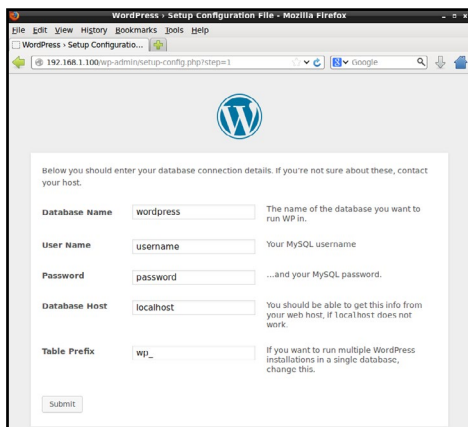 WordPress › Setup Configuration File - Mozilla Firefox
File Edit View History Bookmarks Tools Help
WordPress › Setup Configuratio...
192.168.1.100/wp-admin/setup-config.php?step=1
Google
Below you should enter your database connection details. If you're not sure about these, contact
your host.
Database Name
wordpress
The name of the database you want to
run WP in.
User Name
username
Your MySQL username
Password
password
...and your MySQL password.
Database Host
localhost
You should be able to get this info from
your web host, if localhost does not
work.
Table Prefix
wp_
If you want to run multiple WordPress
installations in a single database,
change this.
Submit